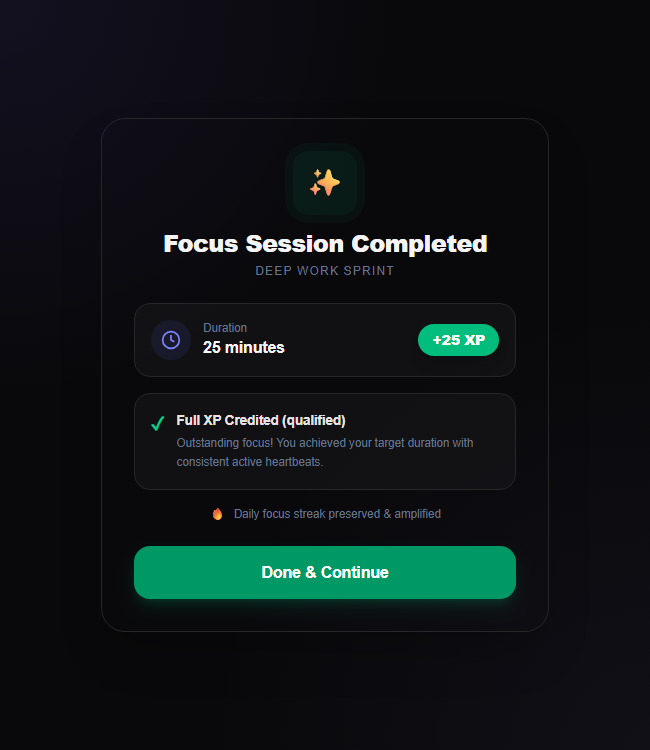 Focus Session Completed
DEEP WORK SPRINT
Duration
25 minutes
+25 XP
Full XP Credited (qualified)
Outstanding focus! You achieved your target duration with
consistent active heartbeats.
Daily focus streak preserved & amplified
Done & Continue